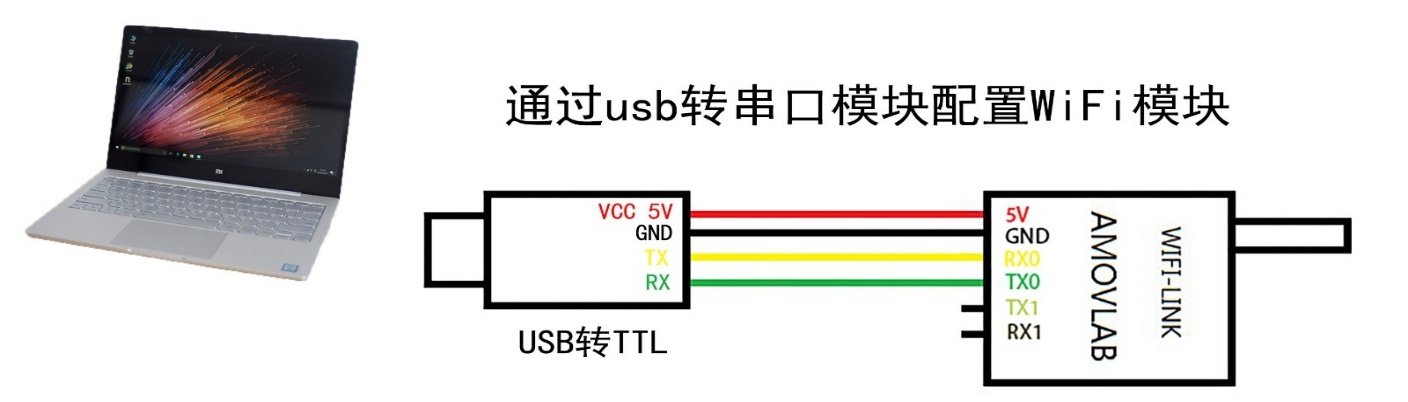 通过usb转串口模块配置WiFi模块
VCC 5V
GND
TX
RX
USB转TTL
5V
GND
RX0
TX0
TX1
RX1
AMOVLAB
WIFI-LINK
mi